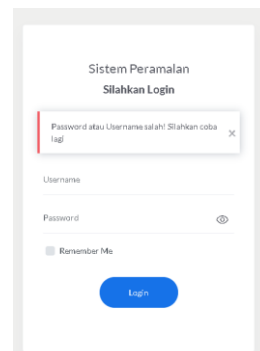 Sistem Peramalan
Silahkan Login
Password atau Username salah! Silahkan coba
lagi
×
Username
Password
Remember Me
Login